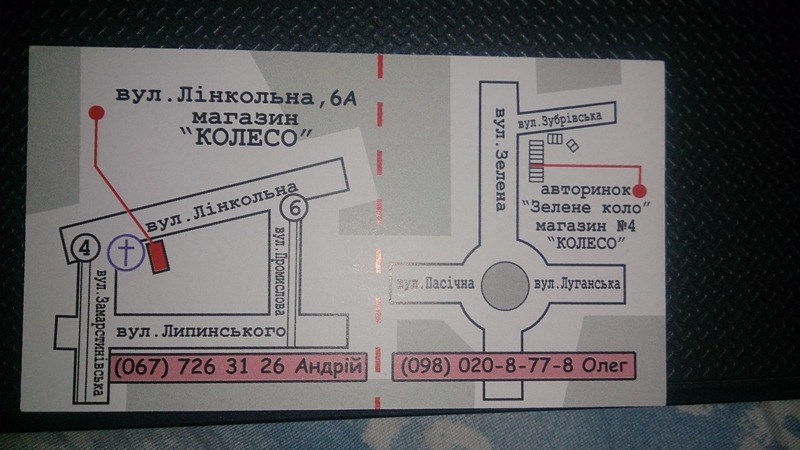 вул.Лінкольна,6А
магазин
“КОЛЕСО”
вул.Лінкольна
4
6
вул.Замарстинівська
вул.Промислова
вул.Липинського
(067) 726 31 26 Андрій
вул.Зелена
вул.Зубрівська
авторинок
“Зелене коло”
магазин №4
“КОЛЕСО”
вул.Пасічна
вул.Луганська
(098) 020-8-77-8 Олег